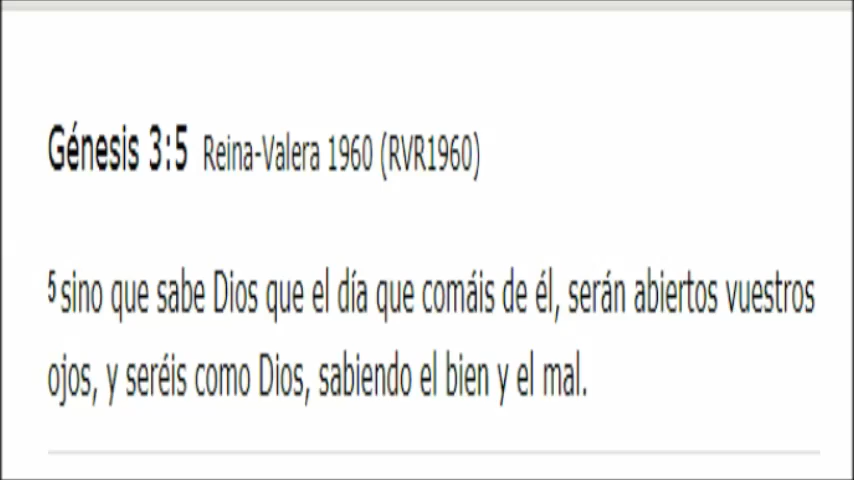 Génesis 3:5 Reina-Valera 1960 (RVR1960)
5 sino que sabe Dios que el día que comáis de él, serán abiertos vuestros
ojos, y seréis como Dios, sabiendo el bien y el mal.